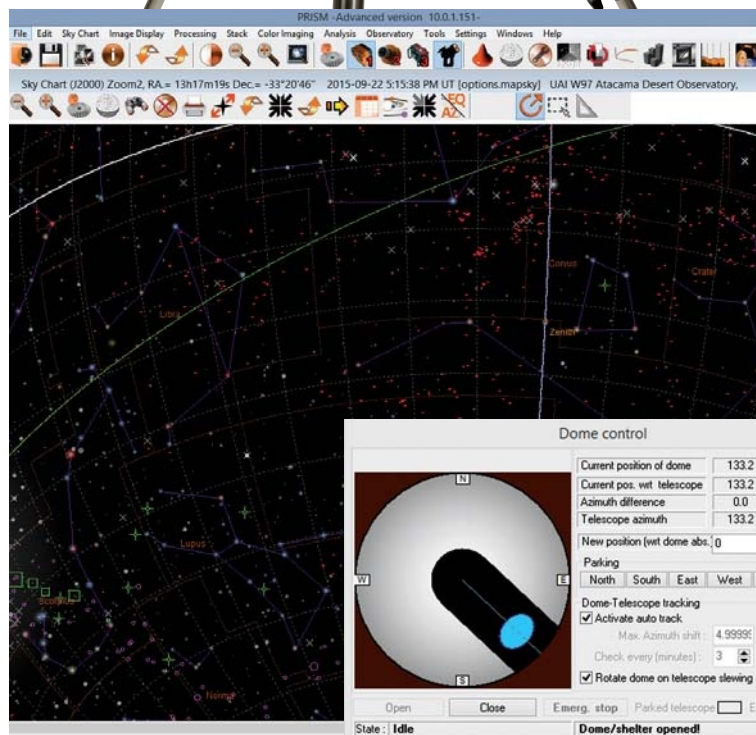 PRISM -Advanced version 10.0.1.151-
File Edit Sky Chart Image Display Processing Stack Color Imaging Analysis Observatory Tools Settings Windows Help
Sky Chart (J2000) Zoom2, RA.= 13h17m19s Dec.= -33°20'46" 2015-09-22 5:15:38 PM UT [options.mapsky] UAI W97 Atacama Desert Observatory,
EQ
AZ
Corvus
Crater
Libra
Zenith
Lupus
Scorpius
Norma
Dome control
N
W
E
S
Current position of dome 133.2
Current pos. wrt telescope 133.2
Azimuth difference 0.0
Telescope azimuth 133.2
New position (wrt dome abs.) 0
Parking
North South East West
Dome-Telescope tracking
Activate auto track
Max. Azimuth shift : 4.9999
Check every (minutes) : 3
Rotate dome on telescope slewing
Open Close Emerg. stop Parked telescope E
State : Idle Dome/shelter opened!